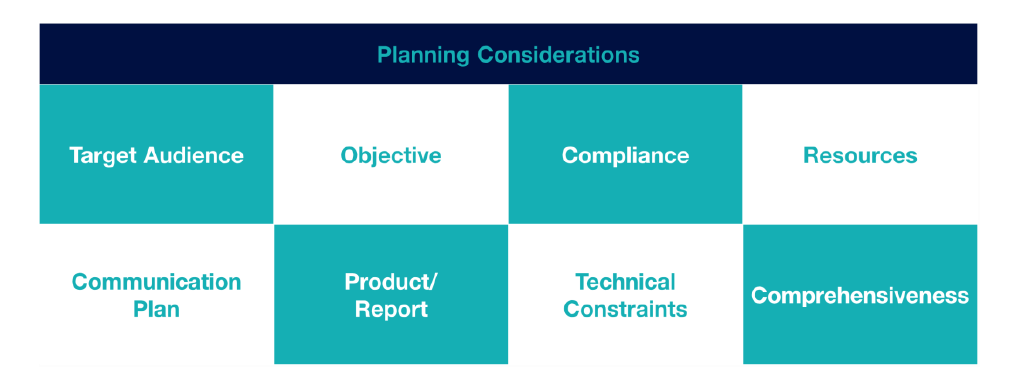 Planning Considerations
Target Audience
Objective
Compliance
Resources
Communication
Plan
Product/
Report
Technical
Constraints
Comprehensiveness